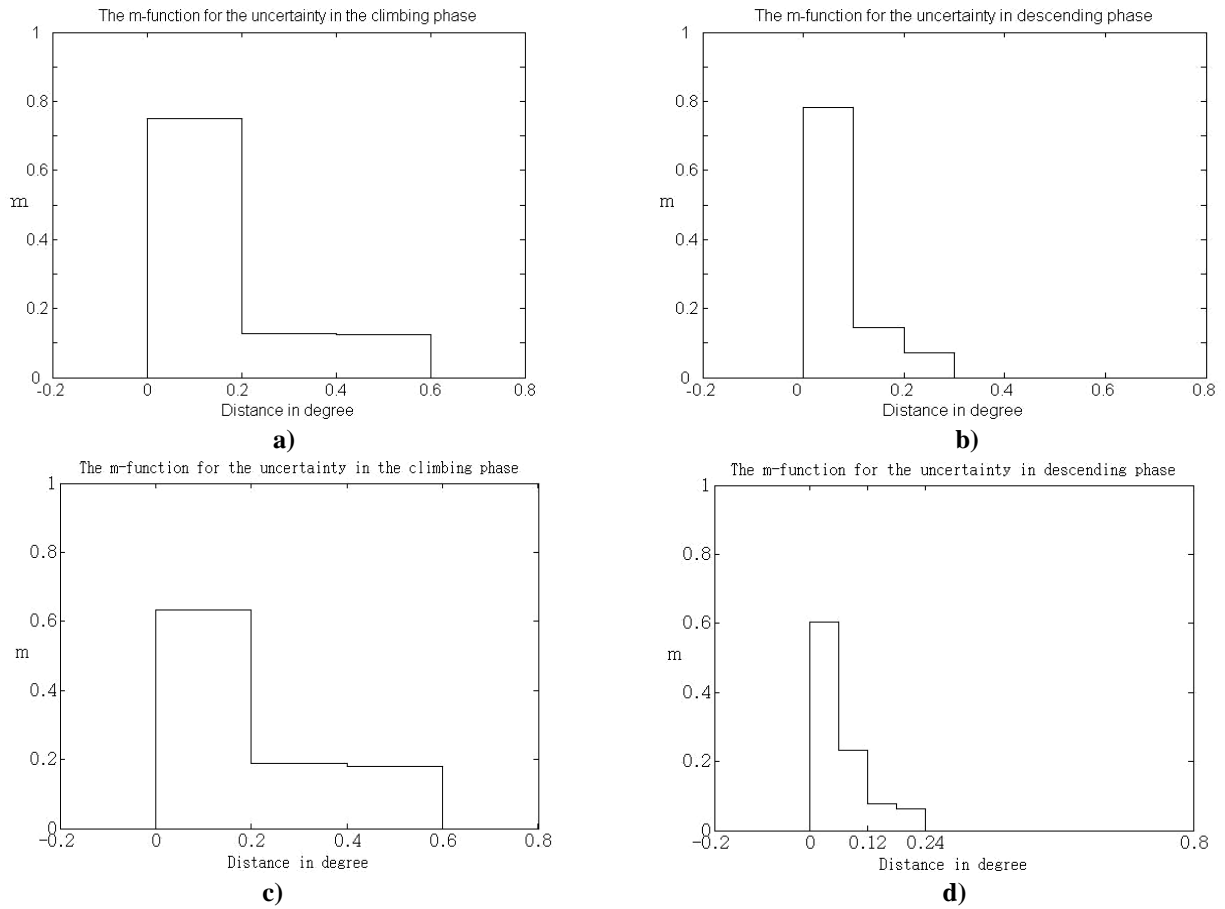 The m-function for the uncertainty in the climbing phase
1
0.8
0.6
m
0.4
0.2
0
-0.2 0 0.2 0.4 0.6 0.8
Distance in degree
a)
The m-function for the uncertainty in descending phase
1
0.8
0.6
m
0.4
0.2
0
-0.2 0 0.2 0.4 0.6 0.8
Distance in degree
b)
The m-function for the uncertainty in the climbing phase
1
0.8
0.6
m
0.4
0.2
0
-0.2 0 0.2 0.4 0.6 0.8
Distance in degree
c)
The m-function for the uncertainty in descending phase
1
0.8
0.6
m
0.4
0.2
0
-0.2 0 0.12 0.24 0.8
Distance in degree
d)